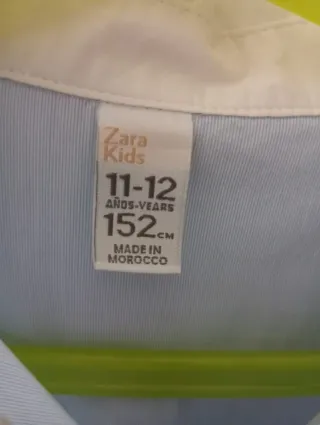 Zara
Kids
11-12
AÑOS-YEARS
152CM
MADE IN
MOROCCO